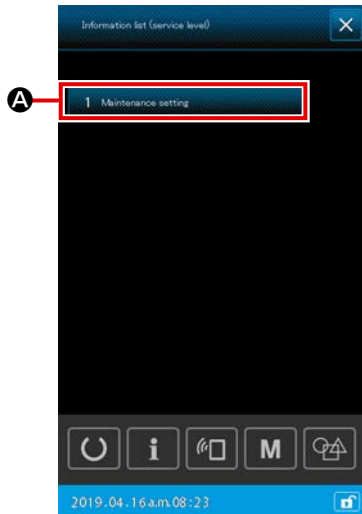 Information list (service level)
A
1 Maintenance setting
i
M
2019.04.16a.m.08:23